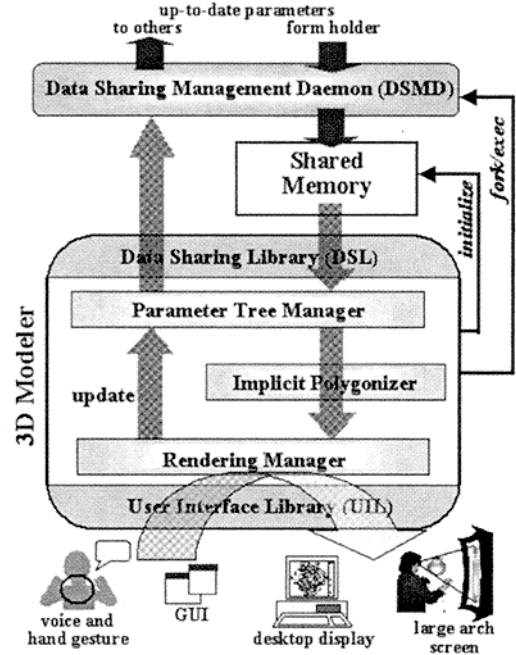 up-to-date parameters
to others
form holder
Data Sharing Management Daemon (DSMD)
Shared
Memory
initialize
fork/exec
Data Sharing Library (DSL)
Parameter Tree Manager
3D Modeler
Implicit Polygonizer
update
Rendering Manager
User Interface Library (UIL)
voice and
hand gesture
GUI
desktop display
large arch
screen